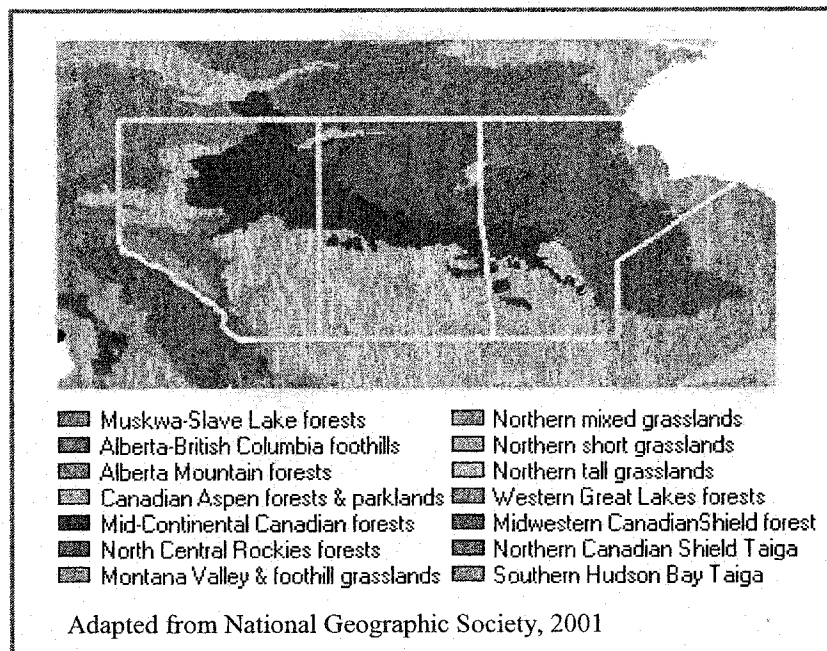 Muskwa-Slave Lake forests
Alberta-British Columbia foothills
Alberta Mountain forests
Canadian Aspen forests & parklands
Mid-Continental Canadian forests
North Central Rockies forests
Montana Valley & foothill grasslands
Northern mixed grasslands
Northern short grasslands
Northern tall grasslands
Western Great Lakes forests
Midwestern CanadianShield forest
Northern Canadian Shield Taiga
Southern Hudson Bay Taiga
Adapted from National Geographic Society, 2001